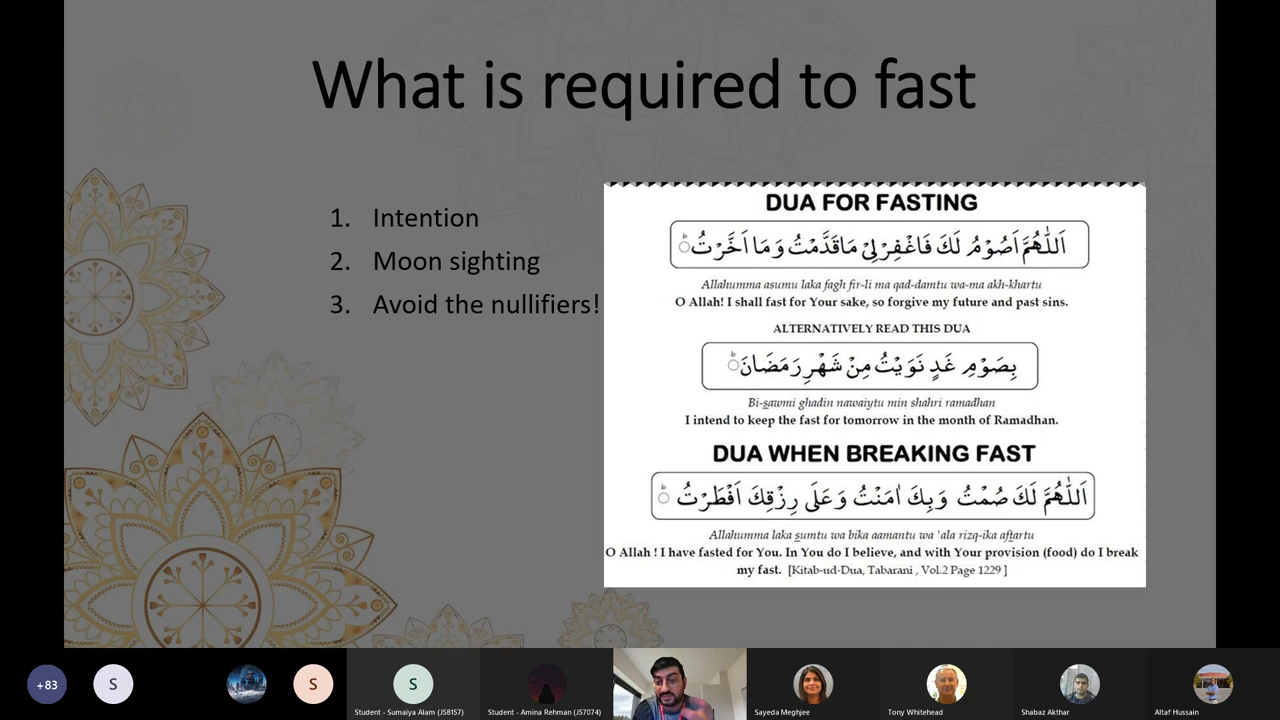 What is required to fast
1. Intention
2. Moon sighting
3. Avoid the nullifiers!
DUA FOR FASTING
اَللّٰهُمَّ اَصُوْمُ لَكَ فَاغْفِرْلِيْ مَاقَدَّمْتُ وَمَا اَخَّرْتُ ؕ
Allahumma asumu laka fagh fir-li ma qad-damtu wa-ma akh-khartu
O Allah! I shall fast for Your sake, so forgive my future and past sins.
ALTERNATIVELY READ THIS DUA
بِصَوْمِ غَدٍ نَوَيْتُ مِنْ شَهْرِ رَمَضَانَ ؕ
Bi-sawmi ghadin nawaiytu min shahri ramadhan
I intend to keep the fast for tomorrow in the month of Ramadhan.
DUA WHEN BREAKING FAST
اَللّٰهُمَّ لَكَ صُمْتُ وَبِكَ اٰمَنْتُ وَعَلَى رِزْقِكَ اَفْطَرْتُ ؕ
Allahumma laka sumtu wa bika aamantu wa 'ala rizq-ika aftartu
O Allah ! I have fasted for You. In You do I believe, and with Your provision (food) do I break
my fast. [Kitab-ud-Dua, Tabarani , Vol.2 Page 1229 ]
+83
S
S
S
Student - Sumaiya Alam (JS8157)
Student - Amina Rehman (JS7074)
Sayeda Meghjee
Tony Whitehead
Shabaz Akthar
Altaf Hussain